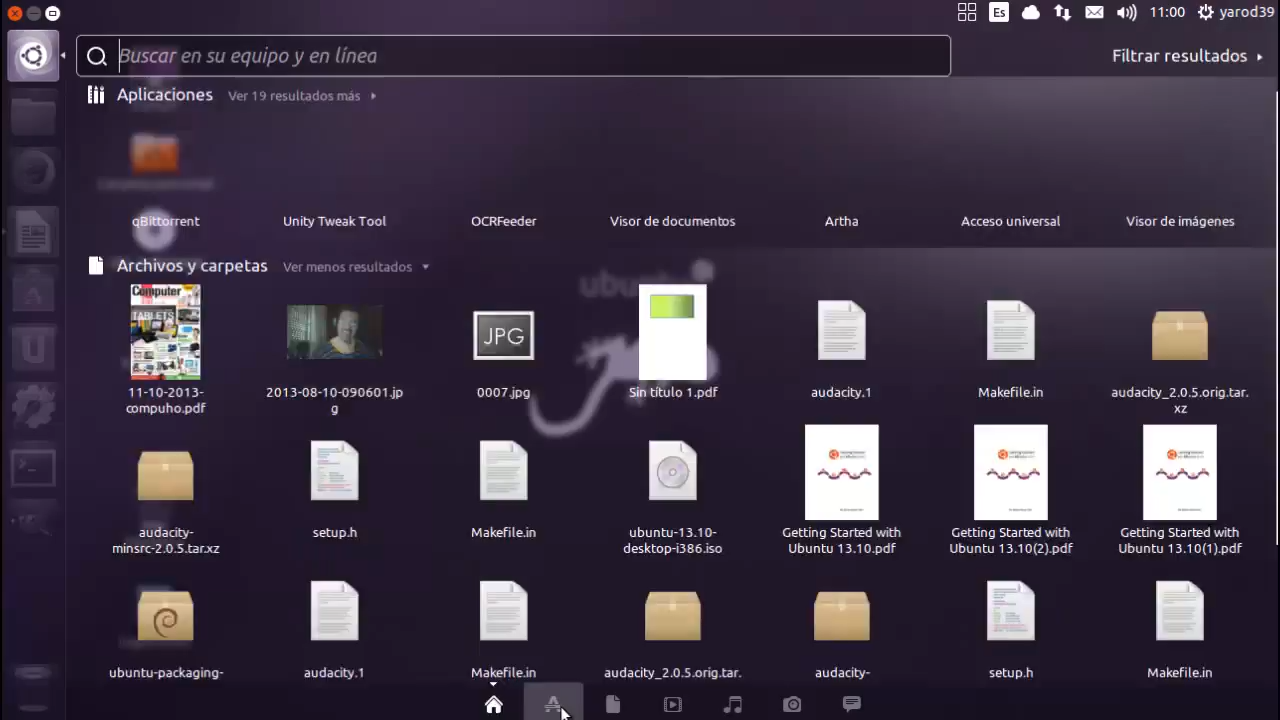 Es
11:00
yarod39
Buscar en su equipo y en línea
Filtrar resultados
Aplicaciones
Ver 19 resultados más
qBittorrent
Unity Tweak Tool
OCRFeeder
Visor de documentos
Artha
Acceso universal
Visor de imágenes
Archivos y carpetas
Ver menos resultados
ubuntu
Computer
TABLETS
JPG
11-10-2013-
compuho.pdf
2013-08-10-090601.jp
g
0007.jpg
Sin título 1.pdf
audacity.1
Makefile.in
audacity_2.0.5.orig.tar.
xz
audacity-
minsrc-2.0.5.tar.xz
setup.h
Makefile.in
ubuntu-13.10-
desktop-i386.iso
Getting Started with
Ubuntu 13.10.pdf
Getting Started with
Ubuntu 13.10(2).pdf
Getting Started with
Ubuntu 13.10(1).pdf
ubuntu-packaging-
audacity.1
Makefile.in
audacity_2.0.5.orig.tar.
audacity-
setup.h
Makefile.in